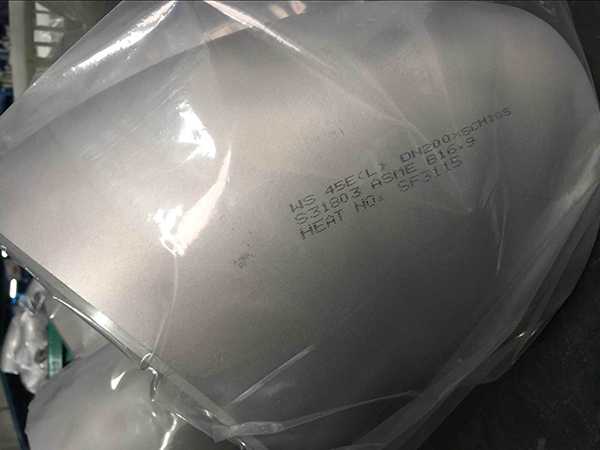 WS 45E(L) DN200×SCH10S
S31803 ASME B16.9
HEAT NO: SF3115